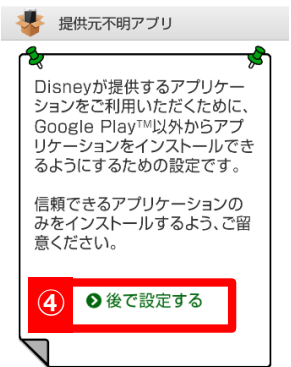 提供元不明アプリ
Disneyが提供するアプリケー
ションをご利用いただくために、
Google Play™以外からアプ
リケーションをインストールでき
るようにするための設定です。
信頼できるアプリケーションの
みをインストールするよう、ご留
意ください。
④ 後で設定する